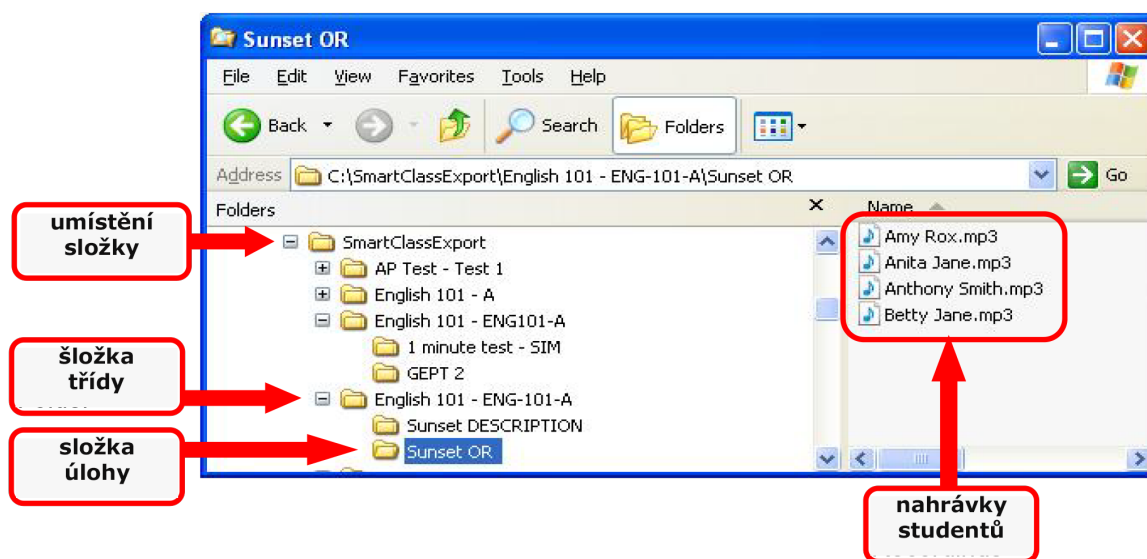 Sunset OR
File Edit View Favorites Tools Help
Back Search Folders
Address C:\SmartClassExport\English 101 - ENG-101-A\Sunset OR Go
Folders
SmartClassExport
AP Test - Test 1
English 101 - A
English 101 - ENG101-A
1 minute test - SIM
GEPT 2
English 101 - ENG-101-A
Sunset DESCRIPTION
Sunset OR
Name
Amy Rox.mp3
Anita Jane.mp3
Anthony Smith.mp3
Betty Jane.mp3
umístění
složky
šložka
třídy
složka
úlohy
nahrávky
studentů